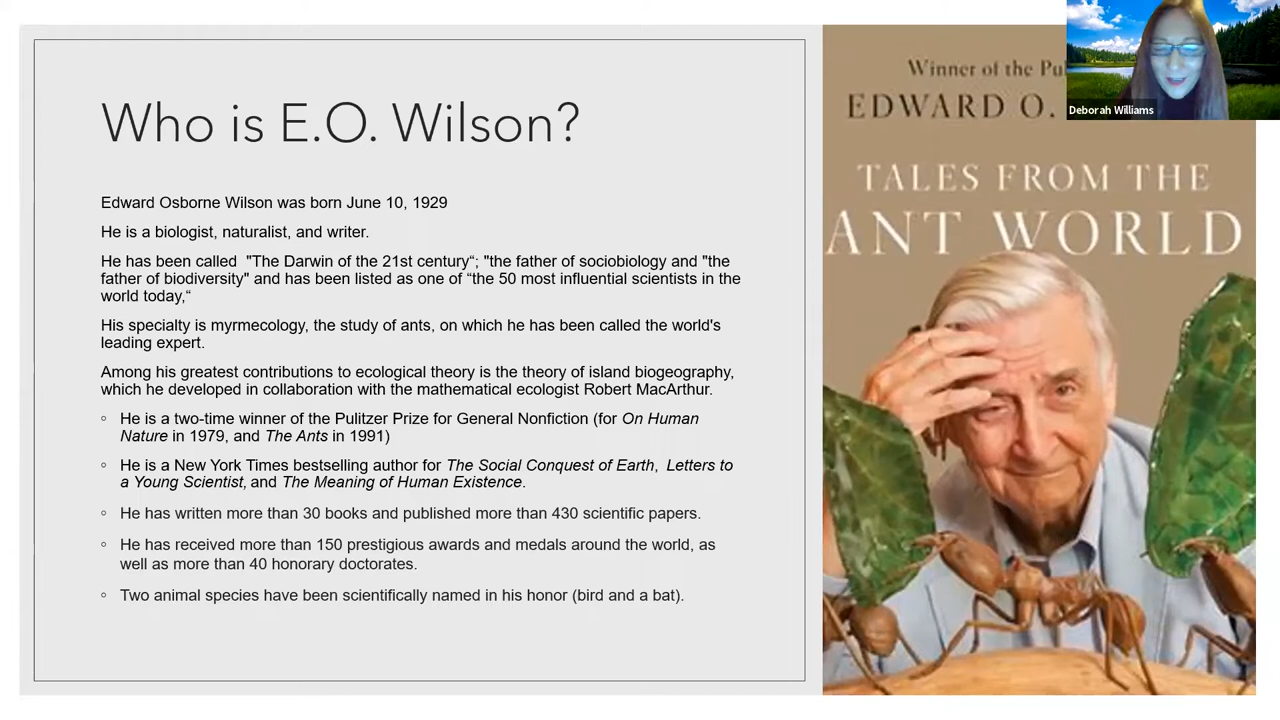 Who is E.O. Wilson?
Edward Osborne Wilson was born June 10, 1929
He is a biologist, naturalist, and writer.
He has been called  "The Darwin of the 21st century“; "the father of sociobiology and "the
father of biodiversity" and has been listed as one of “the 50 most influential scientists in the
world today,“
His specialty is myrmecology, the study of ants, on which he has been called the world's
leading expert.
Among his greatest contributions to ecological theory is the theory of island biogeography,
which he developed in collaboration with the mathematical ecologist Robert MacArthur.
◦ He is a two-time winner of the Pulitzer Prize for General Nonfiction (for On Human
Nature in 1979, and The Ants in 1991)
◦ He is a New York Times bestselling author for The Social Conquest of Earth,  Letters to
a Young Scientist, and The Meaning of Human Existence.
◦ He has written more than 30 books and published more than 430 scientific papers.
◦ He has received more than 150 prestigious awards and medals around the world, as
well as more than 40 honorary doctorates.
◦ Two animal species have been scientifically named in his honor (bird and a bat).
Winner of the Pu
EDWARD O.
TALES FROM THE
ANT WORLD
Deborah Williams